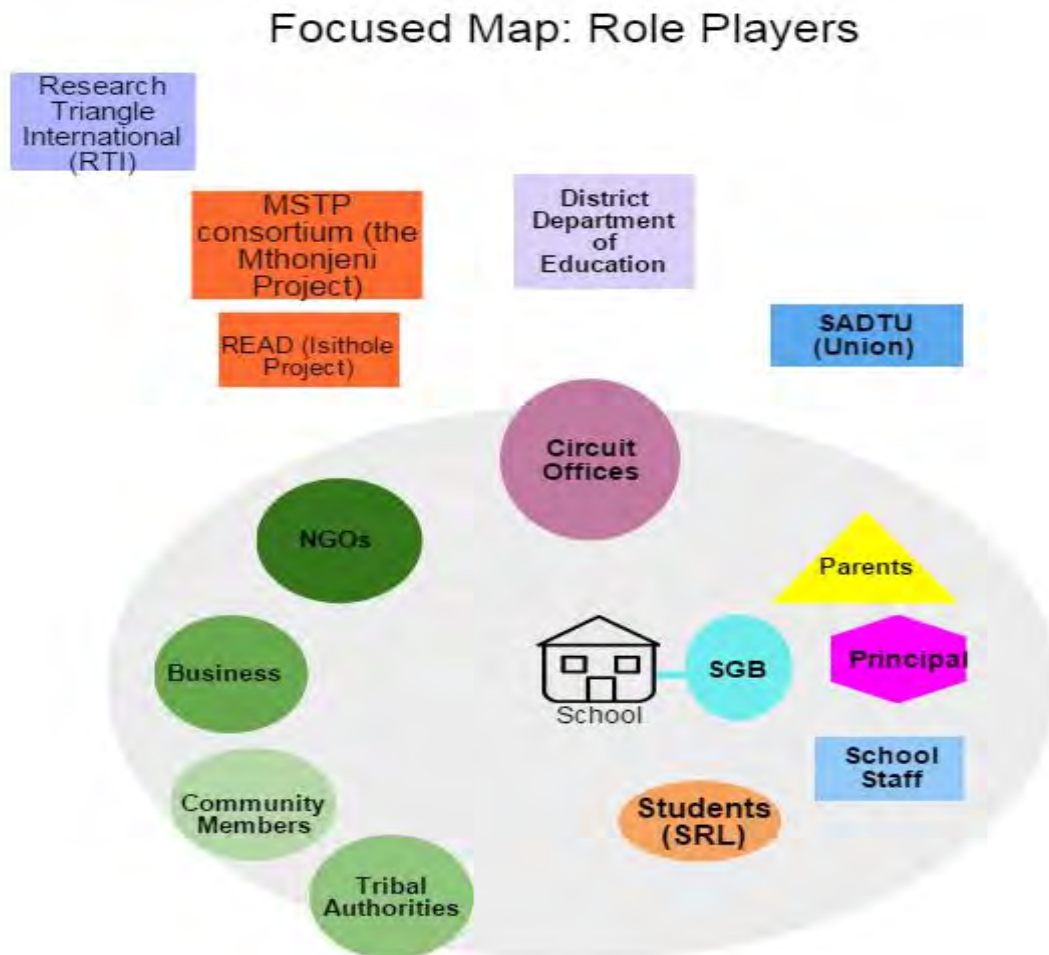 Focused Map: Role Players
Research
Triangle
International
(RTI)
MSTP
consortium (the
Mthonjeni
Project)
READ (Isithole
Project)
District
Department
of
Education
SADTU
(Union)
Circuit
Offices
NGOs
Parents
Business
School
SGB
Principal
School
Staff
Community
Members
Students
(SRL)
Tribal
Authorities